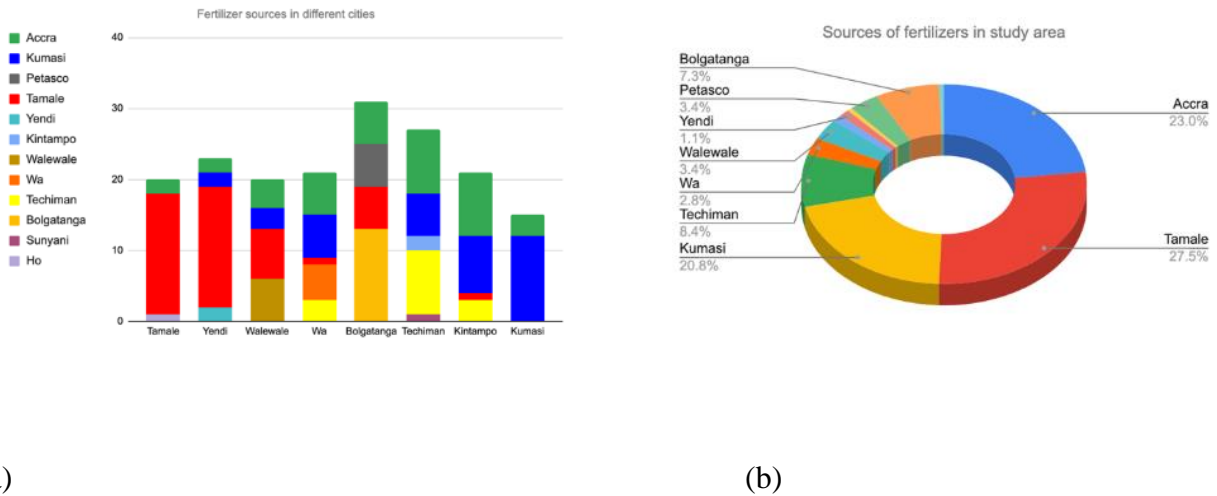 Fertilizer sources in different cities
Accra
Kumasi
Petasco
Tamale
Yendi
Kintampo
Walewale
Wa
Techiman
Bolgatanga
Sunyani
Ho
40
30
20
10
0
Tamale Yendi Walewale Wa Bolgatanga Techiman Kintampo Kumasi
Sources of fertilizers in study area
Bolgatanga
7.3%
Petasco
3.4%
Yendi
1.1%
Walewale
3.4%
Wa
2.8%
Techiman
8.4%
Kumasi
20.8%
Accra
23.0%
Tamale
27.5%
)
(b)